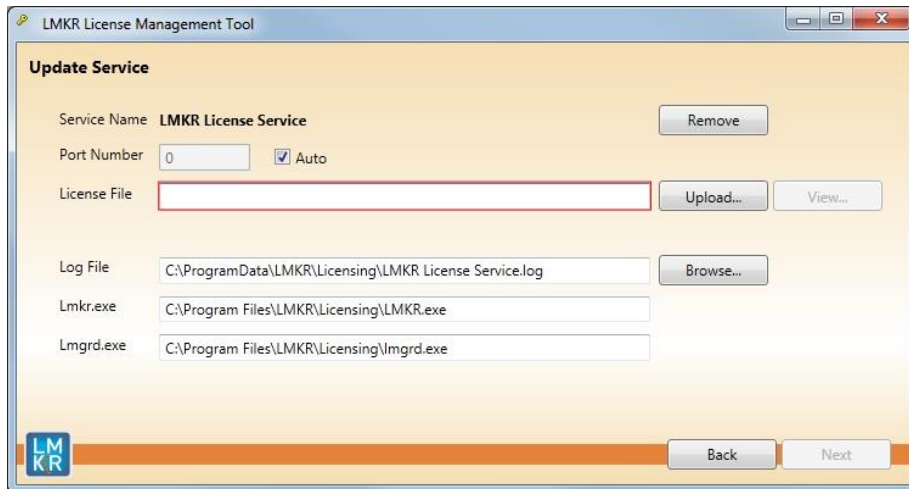 LMKR License Management Tool
Update Service
Service Name LMKR License Service Remove
Port Number 0 Auto
License File Upload... View...
Log File C:\ProgramData\LMKR\Licensing\LMKR License Service.log Browse...
Lmkr.exe C:\Program Files\LMKR\Licensing\LMKR.exe
Lmgrd.exe C:\Program Files\LMKR\Licensing\lmgrd.exe
LM
KR
Back Next